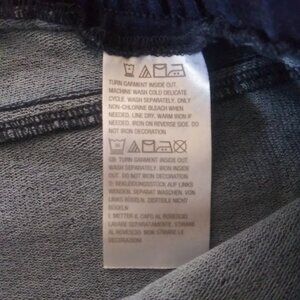 TURN GARMENT INSIDE OUT.
MACHINE WASH COLD DELICATE
CYCLE. WASH SEPARATELY. ONLY
NON-CHLORINE BLEACH WHEN
NEEDED. LINE DRY, WARM IRON IF
NEEDED. IRON ON REVERSE SIDE. DO
NOT IRON DECORATION
GB: TURN GARMENT INSIDE OUT.
WASH SEPARATELY. IRON INSIDE
OUT. DO NOT IRON DECORATION.
D: BEKLEIDUNGSSTÜCK AUF LINKS
WENDEN. SEPARAT WASCHEN. VON
LINKS BÜGELN. ZIERTEILE NICHT
BÜGELN
I: METTER IL CAPO AL ROVESCIO
LAVARE SEPARATAMENTE. STIRARE
AL ROVESCIO. NON STIRARE LE
DECORAZIONI